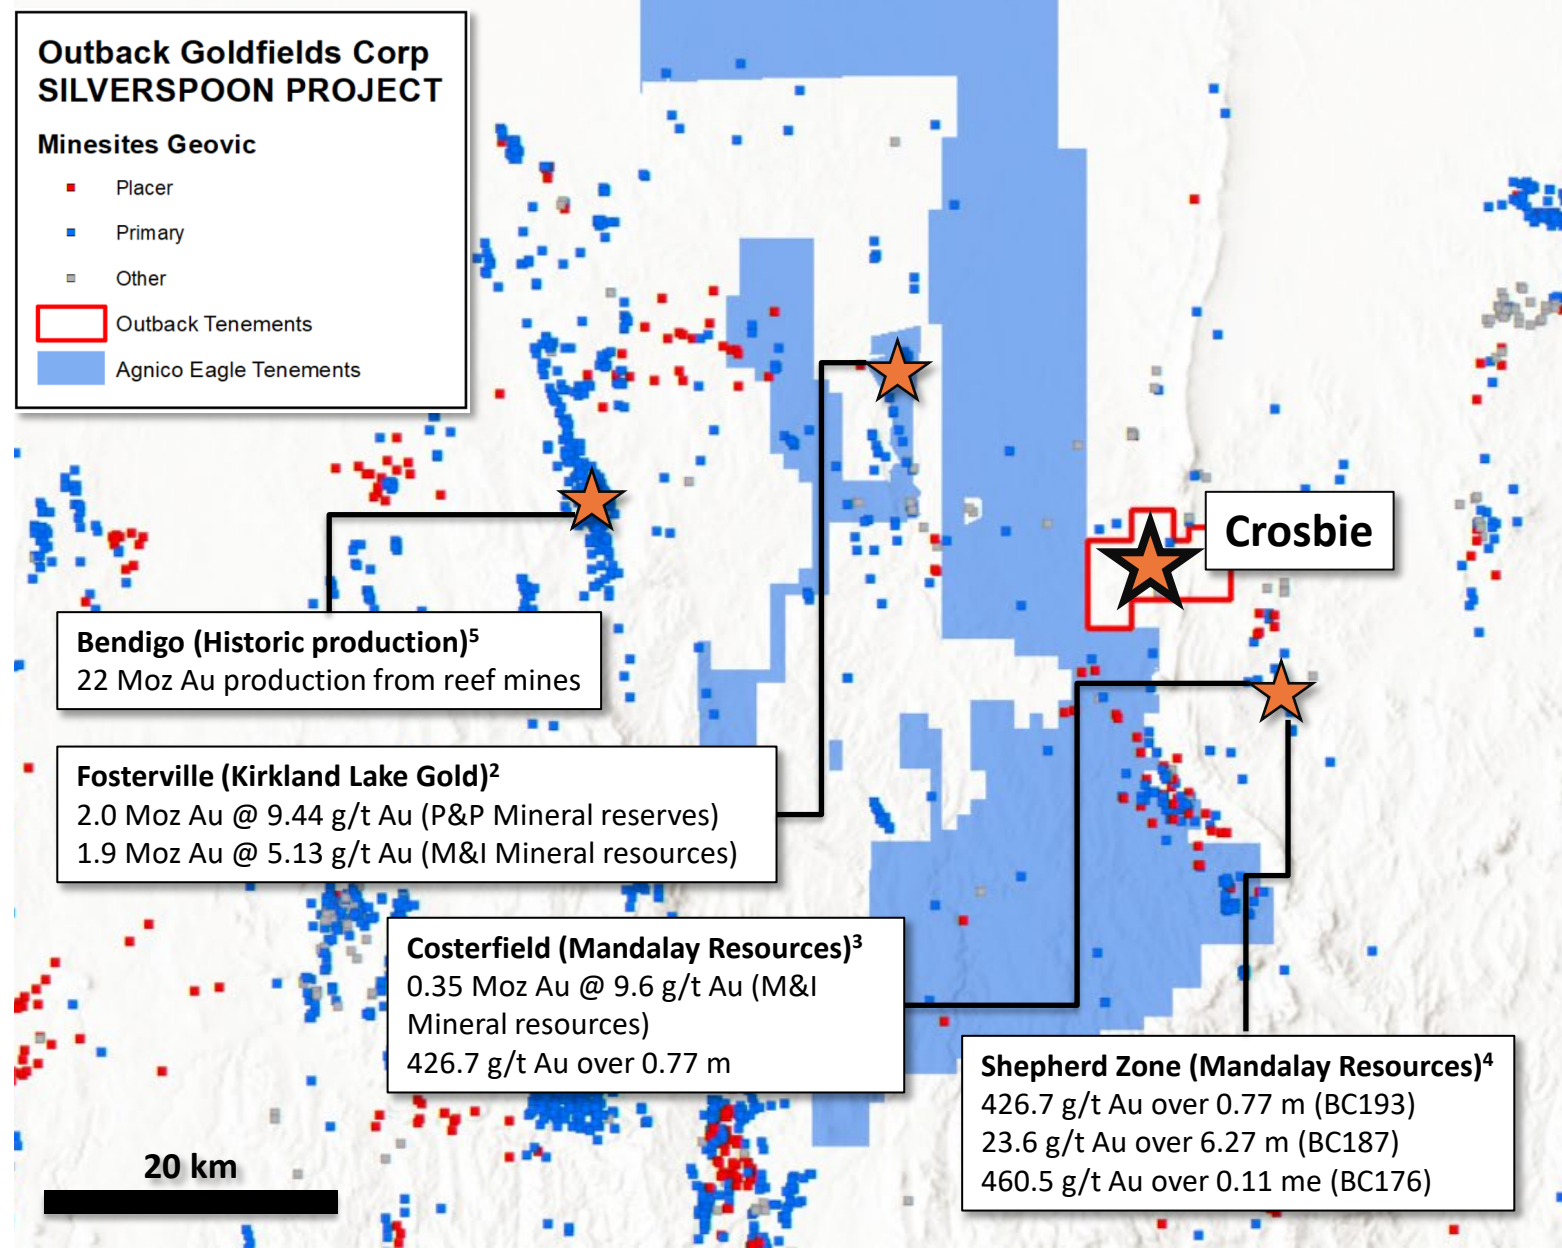 Outback Goldfields Corp
SILVERSPOON PROJECT
Minesites Geovic
Placer
Primary
Other
Outback Tenements
Agnico Eagle Tenements
Crosbie
Bendigo (Historic production)⁵
22 Moz Au production from reef mines
Fosterville (Kirkland Lake Gold)²
2.0 Moz Au @ 9.44 g/t Au (P&P Mineral reserves)
1.9 Moz Au @ 5.13 g/t Au (M&I Mineral resources)
Costerfield (Mandalay Resources)³
0.35 Moz Au @ 9.6 g/t Au (M&I
Mineral resources)
426.7 g/t Au over 0.77 m
Shepherd Zone (Mandalay Resources)⁴
426.7 g/t Au over 0.77 m (BC193)
23.6 g/t Au over 6.27 m (BC187)
460.5 g/t Au over 0.11 me (BC176)
20 km